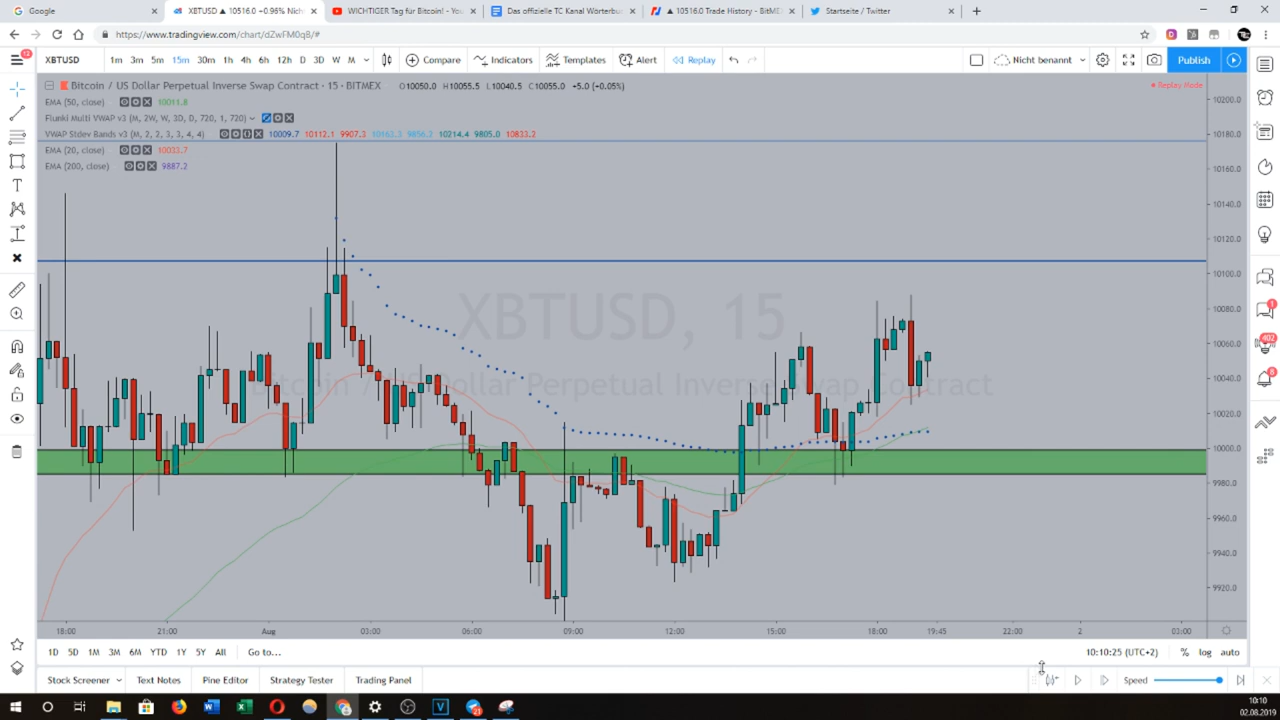 Google
XBTUSD ▲ 10516.0 +0.96% Nich
WICHTIGER Tag für Bitcoin! - You
Das offizielle TC Kanal Wörterbu
▲ 10516.0 Trade History - BitME
Startseite / Twitter
https://www.tradingview.com/chart/dZwFM0q8/#
XBTUSD 1m 3m 5m 15m 30m 1h 4h 6h 12h D 3D W M Compare Indicators Templates Alert Replay Nicht benannt Publish
Bitcoin / US Dollar Perpetual Inverse Swap Contract · 15 · BITMEX O10050.0 H10055.5 L10040.5 C10055.0 +5.0 (+0.05%)
Replay Mode
EMA (50, close) 10011.8
Flunki Multi VWAP v3 (M, 2W, W, 3D, D, 720, 1, 720)
VWAP Stdev Bands v3 (M, 2, 2, 3, 3, 4, 4) 10009.7 10112.1 9907.3 10163.3 9856.2 10214.4 9805.0 10833.2
EMA (20, close) 10033.7
EMA (200, close) 9887.2
XBTUSD, 15
Bitcoin / US Dollar Perpetual Inverse Swap Contract
10200.0
10180.0
10160.0
10140.0
10120.0
10100.0
10080.0
10060.0
10040.0
10020.0
10000.0
9980.0
9960.0
9940.0
9920.0
12
1
402
8
18:00 21:00 Aug 03:00 06:00 09:00 12:00 15:00 18:00 19:45 22:00 2 03:00
1D 5D 1M 3M 6M YTD 1Y 5Y All Go to... 10:10:25 (UTC+2) % log auto
Stock Screener Text Notes Pine Editor Strategy Tester Trading Panel Speed
10:10
02.08.2019